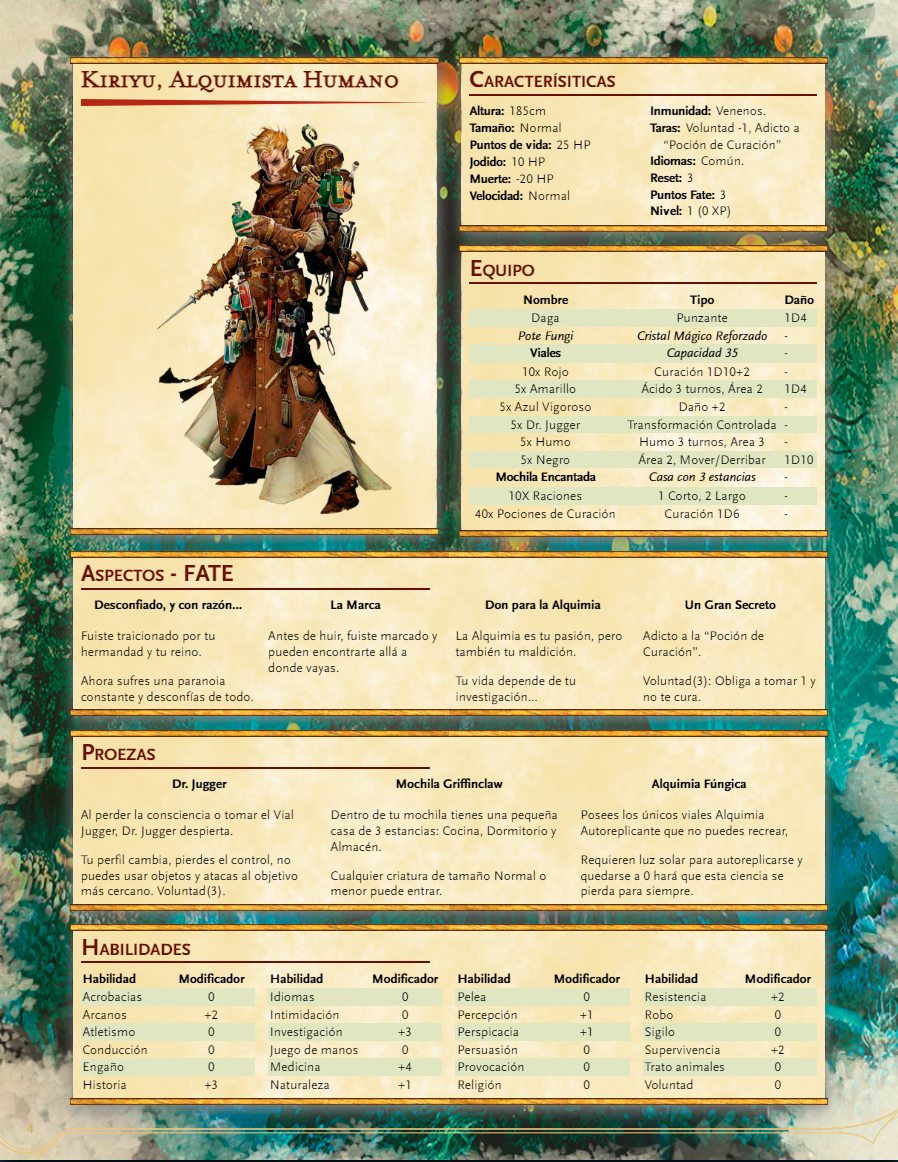 Kiriyu, Alquimista Humano
Caracterísiticas
Altura: 185cm
Tamaño: Normal
Puntos de vida: 25 HP
Jodido: 10 HP
Muerte: -20 HP
Velocidad: Normal
Inmunidad: Venenos.
Taras: Voluntad -1, Adicto a
“Poción de Curación”
Idiomas: Común.
Reset: 3
Puntos Fate: 3
Nivel: 1 (0 XP)
Equipo
Nombre Tipo Daño
Daga Punzante 1D4
Pote Fungi Cristal Mágico Reforzado -
Viales Capacidad 35 -
10x Rojo Curación 1D10+2 -
5x Amarillo Ácido 3 turnos, Área 2 1D4
5x Azul Vigoroso Daño +2 -
5x Dr. Jugger Transformación Controlada -
5x Humo Humo 3 turnos, Area 3 -
5x Negro Área 2, Mover/Derribar 1D10
Mochila Encantada Casa con 3 estancias -
10X Raciones 1 Corto, 2 Largo -
40x Pociones de Curación Curación 1D6 -
Aspectos - FATE
Desconfiado, y con razón...
Fuiste traicionado por tu
hermandad y tu reino.
Ahora sufres una paranoia
constante y desconfías de todo.
La Marca
Antes de huir, fuiste marcado y
pueden encontrarte allá a
donde vayas.
Don para la Alquimia
La Alquimia es tu pasión, pero
también tu maldición.
Tu vida depende de tu
investigación...
Un Gran Secreto
Adicto a la “Poción de
Curación”.
Voluntad(3): Obliga a tomar 1 y
no te cura.
Proezas
Dr. Jugger
Al perder la consciencia o tomar el Vial
Jugger, Dr. Jugger despierta.
Tu perfil cambia, pierdes el control, no
puedes usar objetos y atacas al objetivo
más cercano. Voluntad(3).
Mochila Griffinclaw
Dentro de tu mochila tienes una pequeña
casa de 3 estancias: Cocina, Dormitorio y
Almacén.
Cualquier criatura de tamaño Normal o
menor puede entrar.
Alquimia Fúngica
Posees los únicos viales Alquimia
Autoreplicante que no puedes recrear,
Requieren luz solar para autoreplicarse y
quedarse a 0 hará que esta ciencia se
pierda para siempre.
Habilidades
Habilidad Modificador Habilidad Modificador Habilidad Modificador Habilidad Modificador
Acrobacias 0 Idiomas 0 Pelea 0 Resistencia +2
Arcanos +2 Intimidación 0 Percepción +1 Robo 0
Atletismo 0 Investigación +3 Perspicacia +1 Sigilo 0
Conducción 0 Juego de manos 0 Persuasión 0 Supervivencia +2
Engaño 0 Medicina +4 Provocación 0 Trato animales 0
Historia +3 Naturaleza +1 Religión 0 Voluntad 0
4